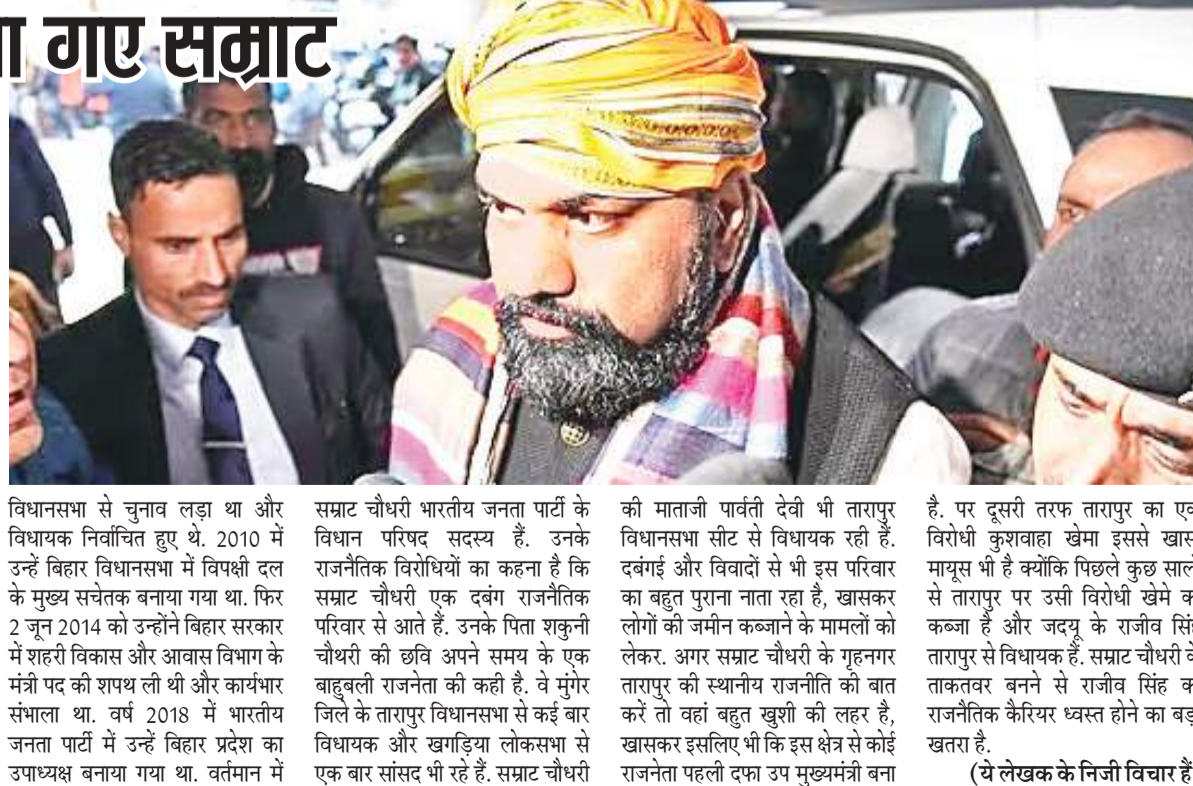 गए सम्राट
विधानसभा से चुनाव लड़ा था और
विधायक निर्वाचित हुए थे. 2010 में
उन्हें बिहार विधानसभा में विपक्षी दल
के मुख्य सचेतक बनाया गया था. फिर
2 जून 2014 को उन्होंने बिहार सरकार
में शहरी विकास और आवास विभाग के
मंत्री पद की शपथ ली थी और कार्यभार
संभाला था. वर्ष 2018 में भारतीय
जनता पार्टी में उन्हें बिहार प्रदेश का
उपाध्यक्ष बनाया गया था. वर्तमान में
सम्राट चौधरी भारतीय जनता पार्टी के
विधान परिषद सदस्य हैं. उनके
राजनैतिक विरोधियों का कहना है कि
सम्राट चौधरी एक दबंग राजनैतिक
परिवार से आते हैं. उनके पिता शकुनी
चौथरी की छवि अपने समय के एक
बाहुबली राजनेता की कही है. वे मुंगेर
जिले के तारापुर विधानसभा से कई बार
विधायक और खगड़िया लोकसभा से
एक बार सांसद भी रहे हैं. सम्राट चौधरी
की माताजी पार्वती देवी भी तारापुर
विधानसभा सीट से विधायक रही हैं.
दबंगई और विवादों से भी इस परिवार
का बहुत पुराना नाता रहा है, खासकर
लोगों की जमीन कब्जाने के मामलों को
लेकर. अगर सम्राट चौधरी के गृहनगर
तारापुर की स्थानीय राजनीति की बात
करें तो वहां बहुत खुशी की लहर है,
खासकर इसलिए भी कि इस क्षेत्र से कोई
राजनेता पहली दफा उप मुख्यमंत्री बना
है. पर दूसरी तरफ तारापुर का
विरोधी कुशवाहा खेमा इससे
मायूस भी है क्योंकि पिछले कुछ
से तारापुर पर उसी विरोधी खेमे
कब्जा है और जदयू के राजीव
तारापुर से विधायक हैं. सम्राट चौधरी
ताकतवर बनने से राजीव सिंह
राजनैतिक कैरियर ध्वस्त होने का
खतरा है.
(ये लेखक के निजी विचार हैं